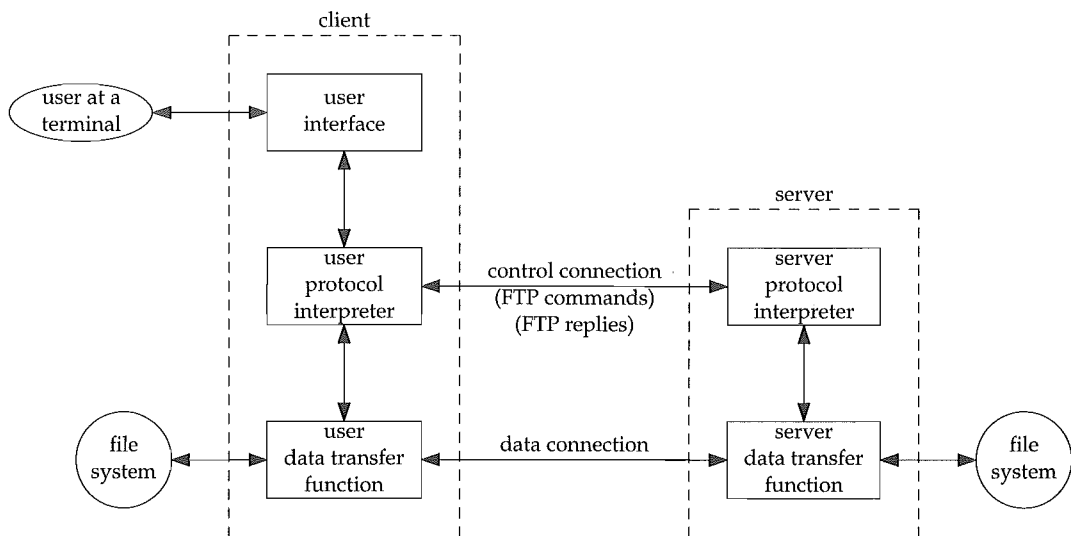 client
user at a
terminal
user
interface
server
user
protocol
interpreter
control connection
(FTP commands)
(FTP replies)
server
protocol
interpreter
file
system
user
data transfer
function
data connection
server
data transfer
function
file
system